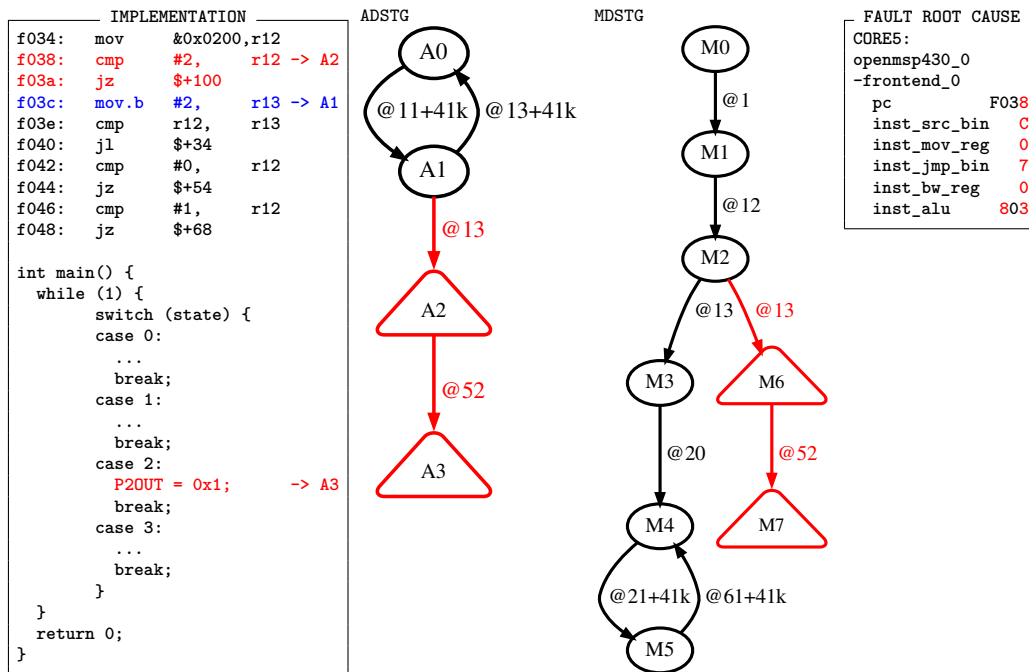 IMPLEMENTATION
f034: mov &0x0200,r12
f038: cmp #2, r12 -> A2
f03a: jz $+100
f03c: mov.b #2, r13 -> A1
f03e: cmp r12, r13
f040: jl $+34
f042: cmp #0, r12
f044: jz $+54
f046: cmp #1, r12
f048: jz $+68
int main() {
while (1) {
switch (state) {
case 0:
...
break;
case 1:
...
break;
case 2:
P2OUT = 0x1; -> A3
break;
case 3:
...
break;
}
}
return 0;
}
ADSTG
A0
@11+41k
@13+41k
A1
@13
A2
@52
A3
MDSTG
M0
@1
M1
@12
M2
@13
@13
M3
M6
@20
@52
M4
M7
@21+41k
@61+41k
M5
FAULT ROOT CAUSE
CORE5:
openmsp430_0
-frontend_0
pc F038
inst_src_bin C
inst_mov_reg 0
inst_jmp_bin 7
inst_bw_reg 0
inst_alu 803